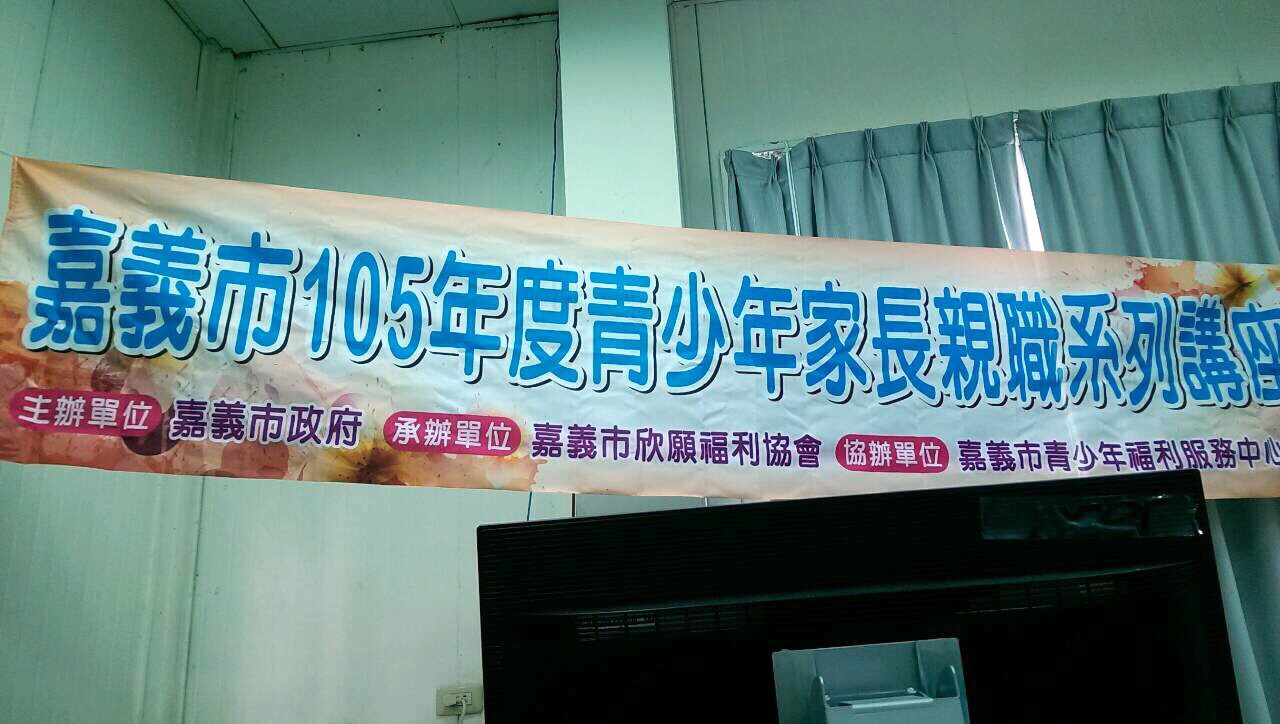 嘉義市105年度青少年家長親職系列講座
主辦單位 嘉義市政府 承辦單位 嘉義市欣願福利協會 協辦單位 嘉義市青少年福利服務中心